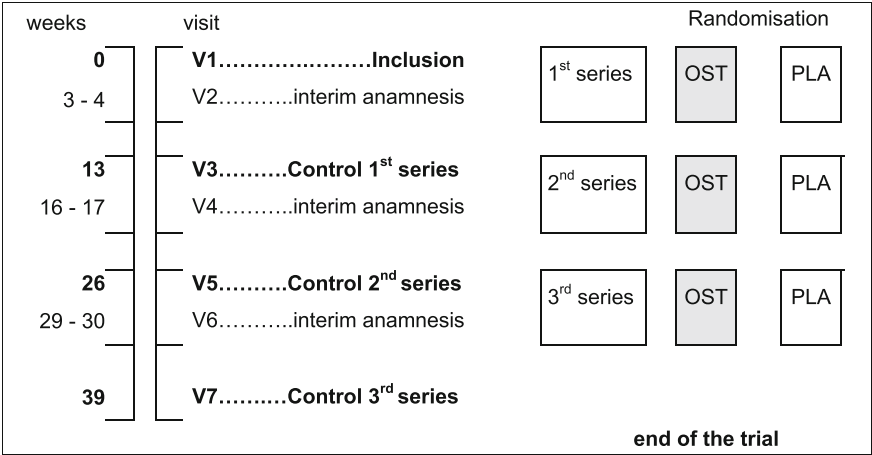 weeks visit Randomisation
0 V1…………..………Inclusion 1st series OST PLA
3 - 4 V2………..interim anamnesis
13 V3……….Control 1st series 2nd series OST PLA
16 - 17 V4………..interim anamnesis
26 V5……….Control 2nd series 3rd series OST PLA
29 - 30 V6………..interim anamnesis
39 V7……..…Control 3rd series
end of the trial